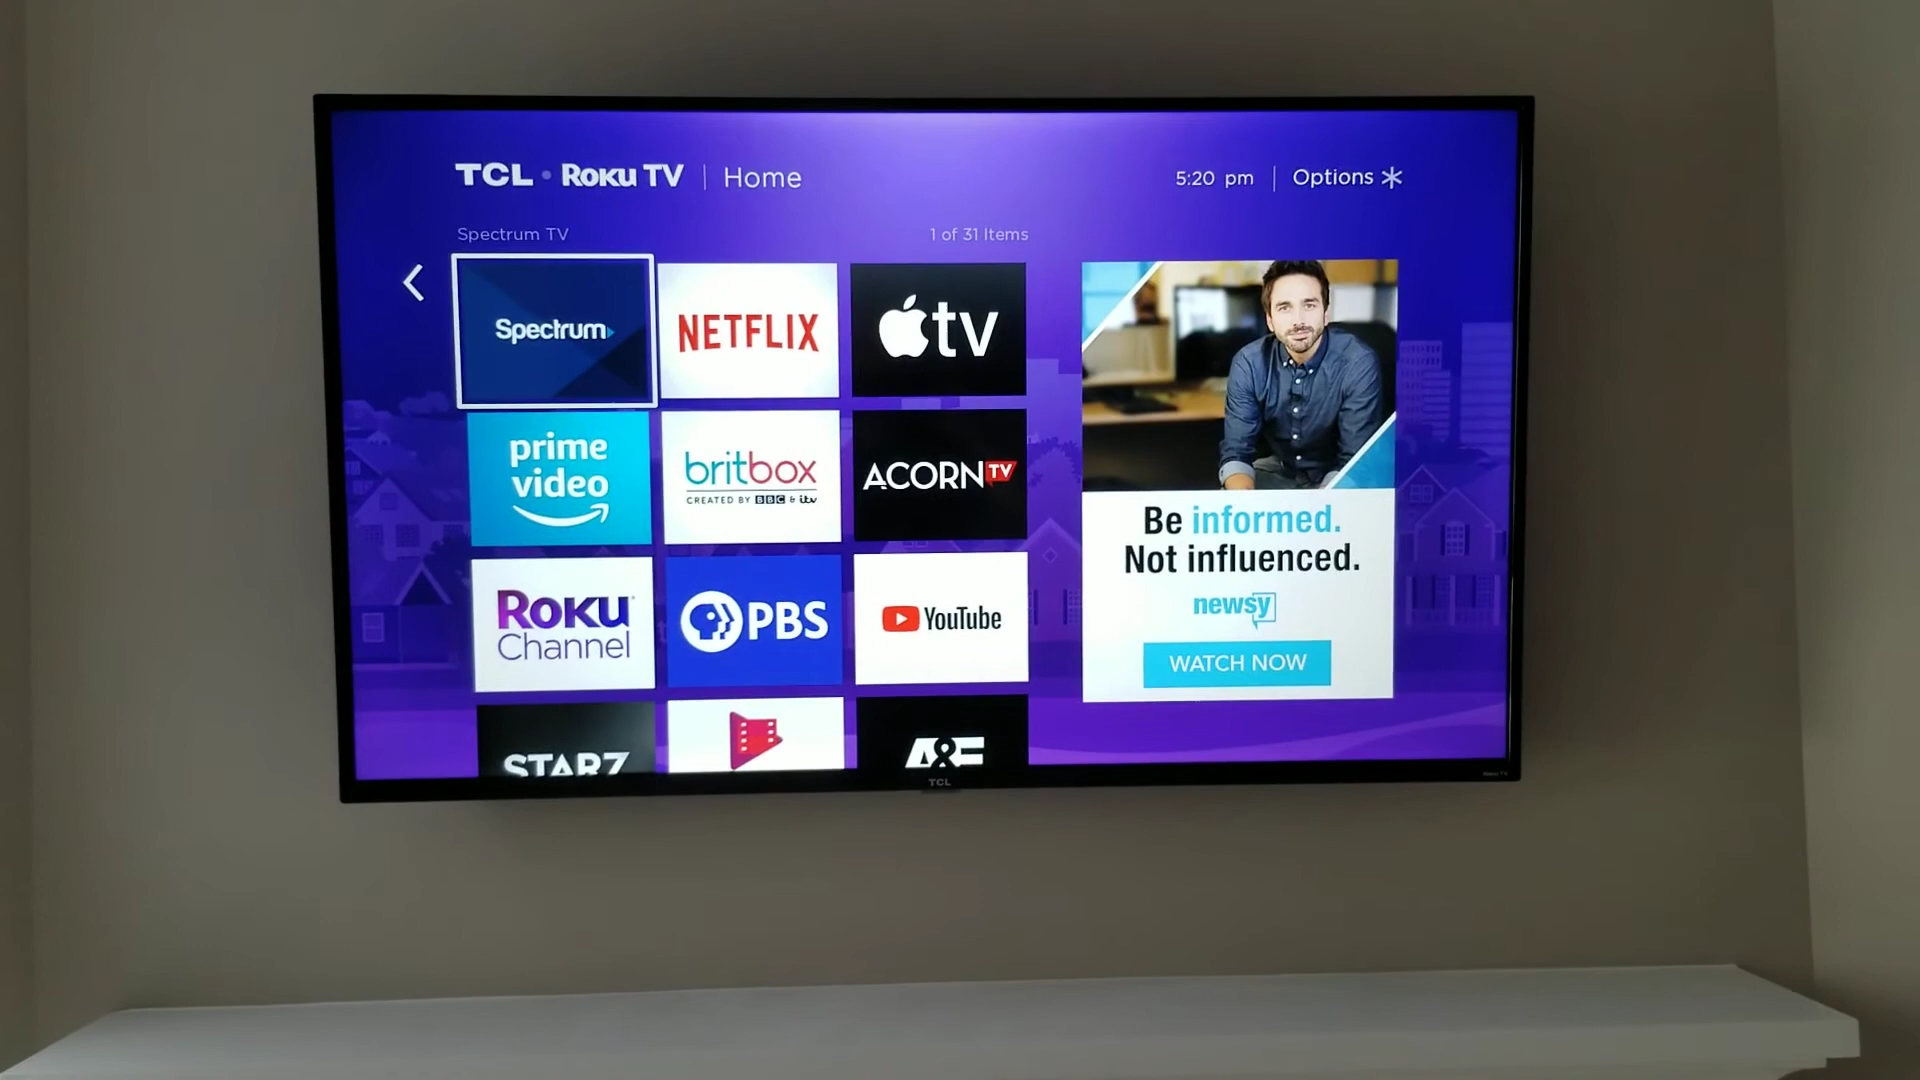 TCL • Roku TV | Home
5:20 pm | Options
Spectrum TV
1 of 31 Items
Spectrum
NETFLIX
tv
prime
video
britbox
CREATED BY BBC & itv
ACORN TV
Roku
Channel
PBS
YouTube
STARZ
A&E
Be informed.
Not influenced.
newsy
WATCH NOW
TCL